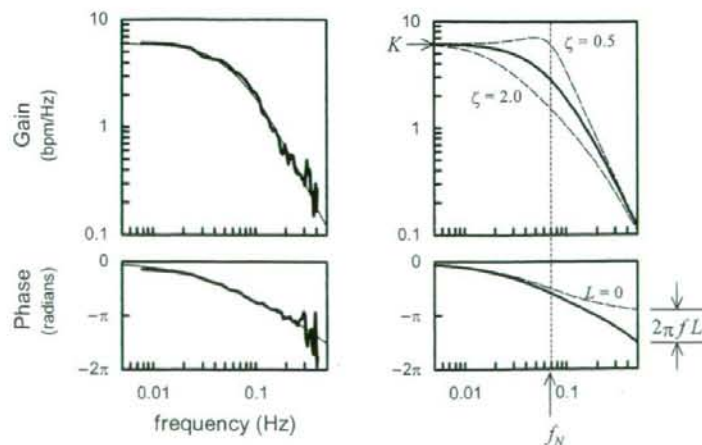 Gain
(bpm/Hz)
10
1
0.1
Phase
(radians)
0
−π
−2π
0.01
0.1
frequency (Hz)
K
10
1
0.1
ζ = 0.5
ζ = 2.0
0
−π
−2π
L = 0
2π f L
0.01
0.1
f_N